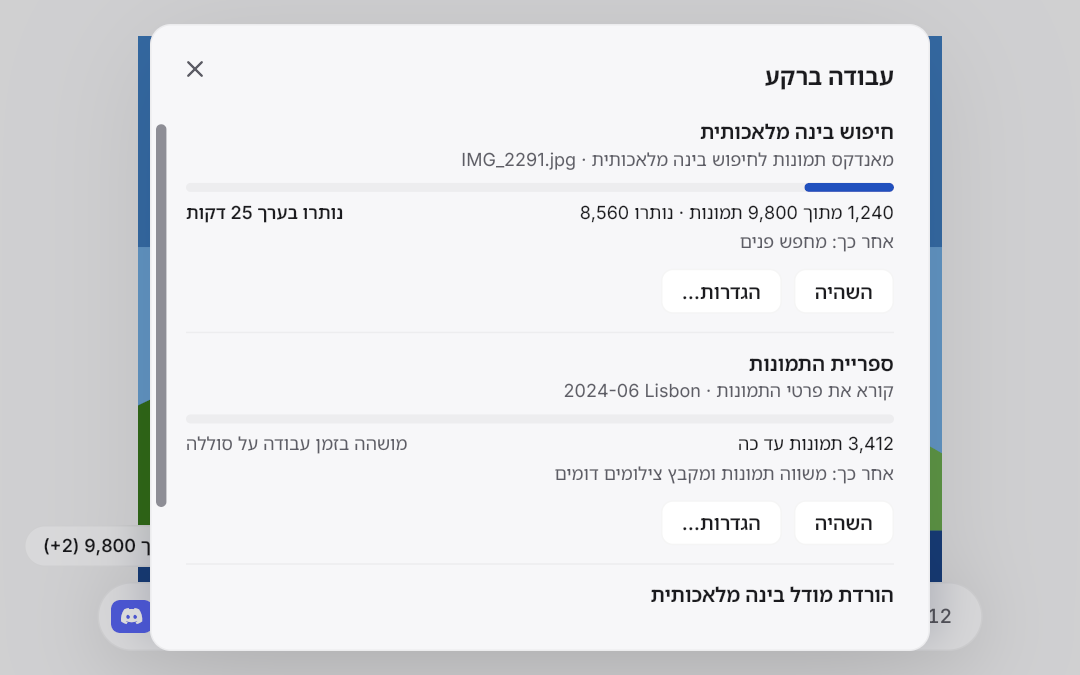 עבודה ברקע
חיפוש בינה מלאכותית
מאנדקס תמונות לחיפוש בינה מלאכותית · IMG_2291.jpg
1,240 מתוך 9,800 תמונות · נותרו 8,560
נותרו בערך 25 דקות
אחר כך: מחפש פנים
השהיה
הגדרות...
ספריית התמונות
קורא את פרטי התמונות · 2024-06 Lisbon
3,412 תמונות עד כה
מושהה בזמן עבודה על סוללה
אחר כך: משווה תמונות ומקבץ צילומים דומים
השהיה
הגדרות...
הורדת מודל בינה מלאכותית
9,800 (+2)
12